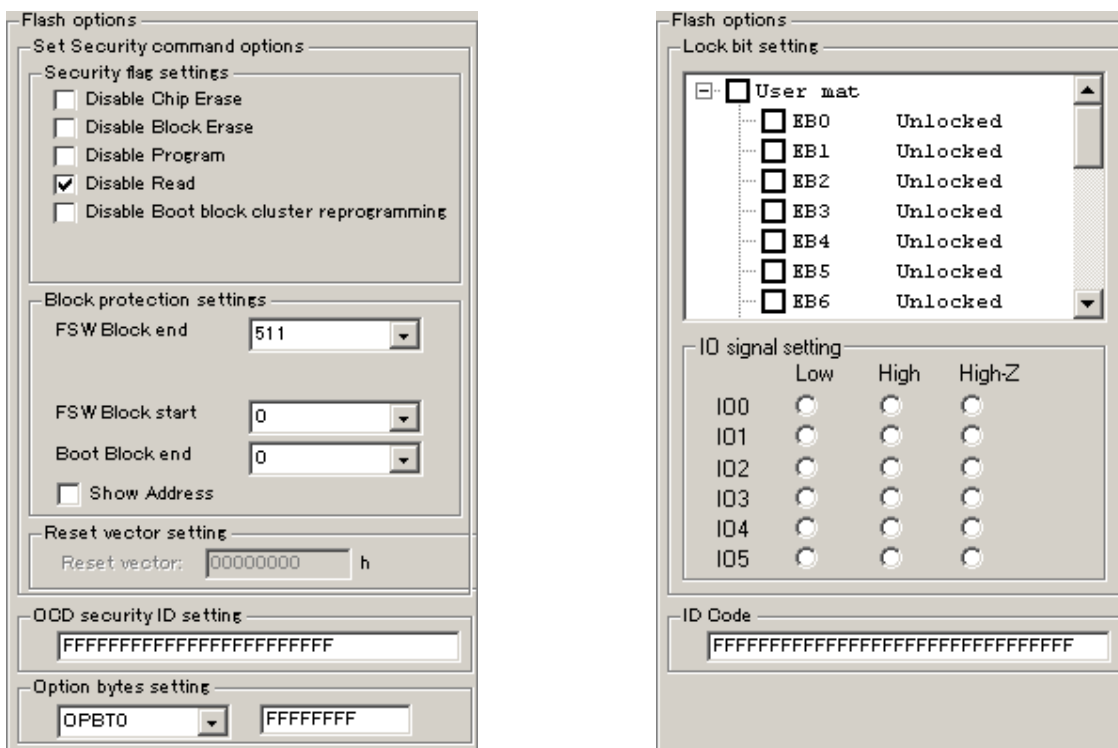 Flash options
Set Security command options
Security flag settings
Disable Chip Erase
Disable Block Erase
Disable Program
Disable Read
Disable Boot block cluster reprogramming
Block protection settings
FSW Block end 511
FSW Block start 0
Boot Block end 0
Show Address
Reset vector setting
Reset vector: 00000000 h
OCD security ID setting
FFFFFFFFFFFFFFFFFFFFFFFF
Option bytes setting
OPBT0 FFFFFFFF
Flash options
Lock bit setting
User mat
EB0 Unlocked
EB1 Unlocked
EB2 Unlocked
EB3 Unlocked
EB4 Unlocked
EB5 Unlocked
EB6 Unlocked
IO signal setting
Low High High-Z
IO0
IO1
IO2
IO3
IO4
IO5
ID Code
FFFFFFFFFFFFFFFFFFFFFFFFFFFFFFFF